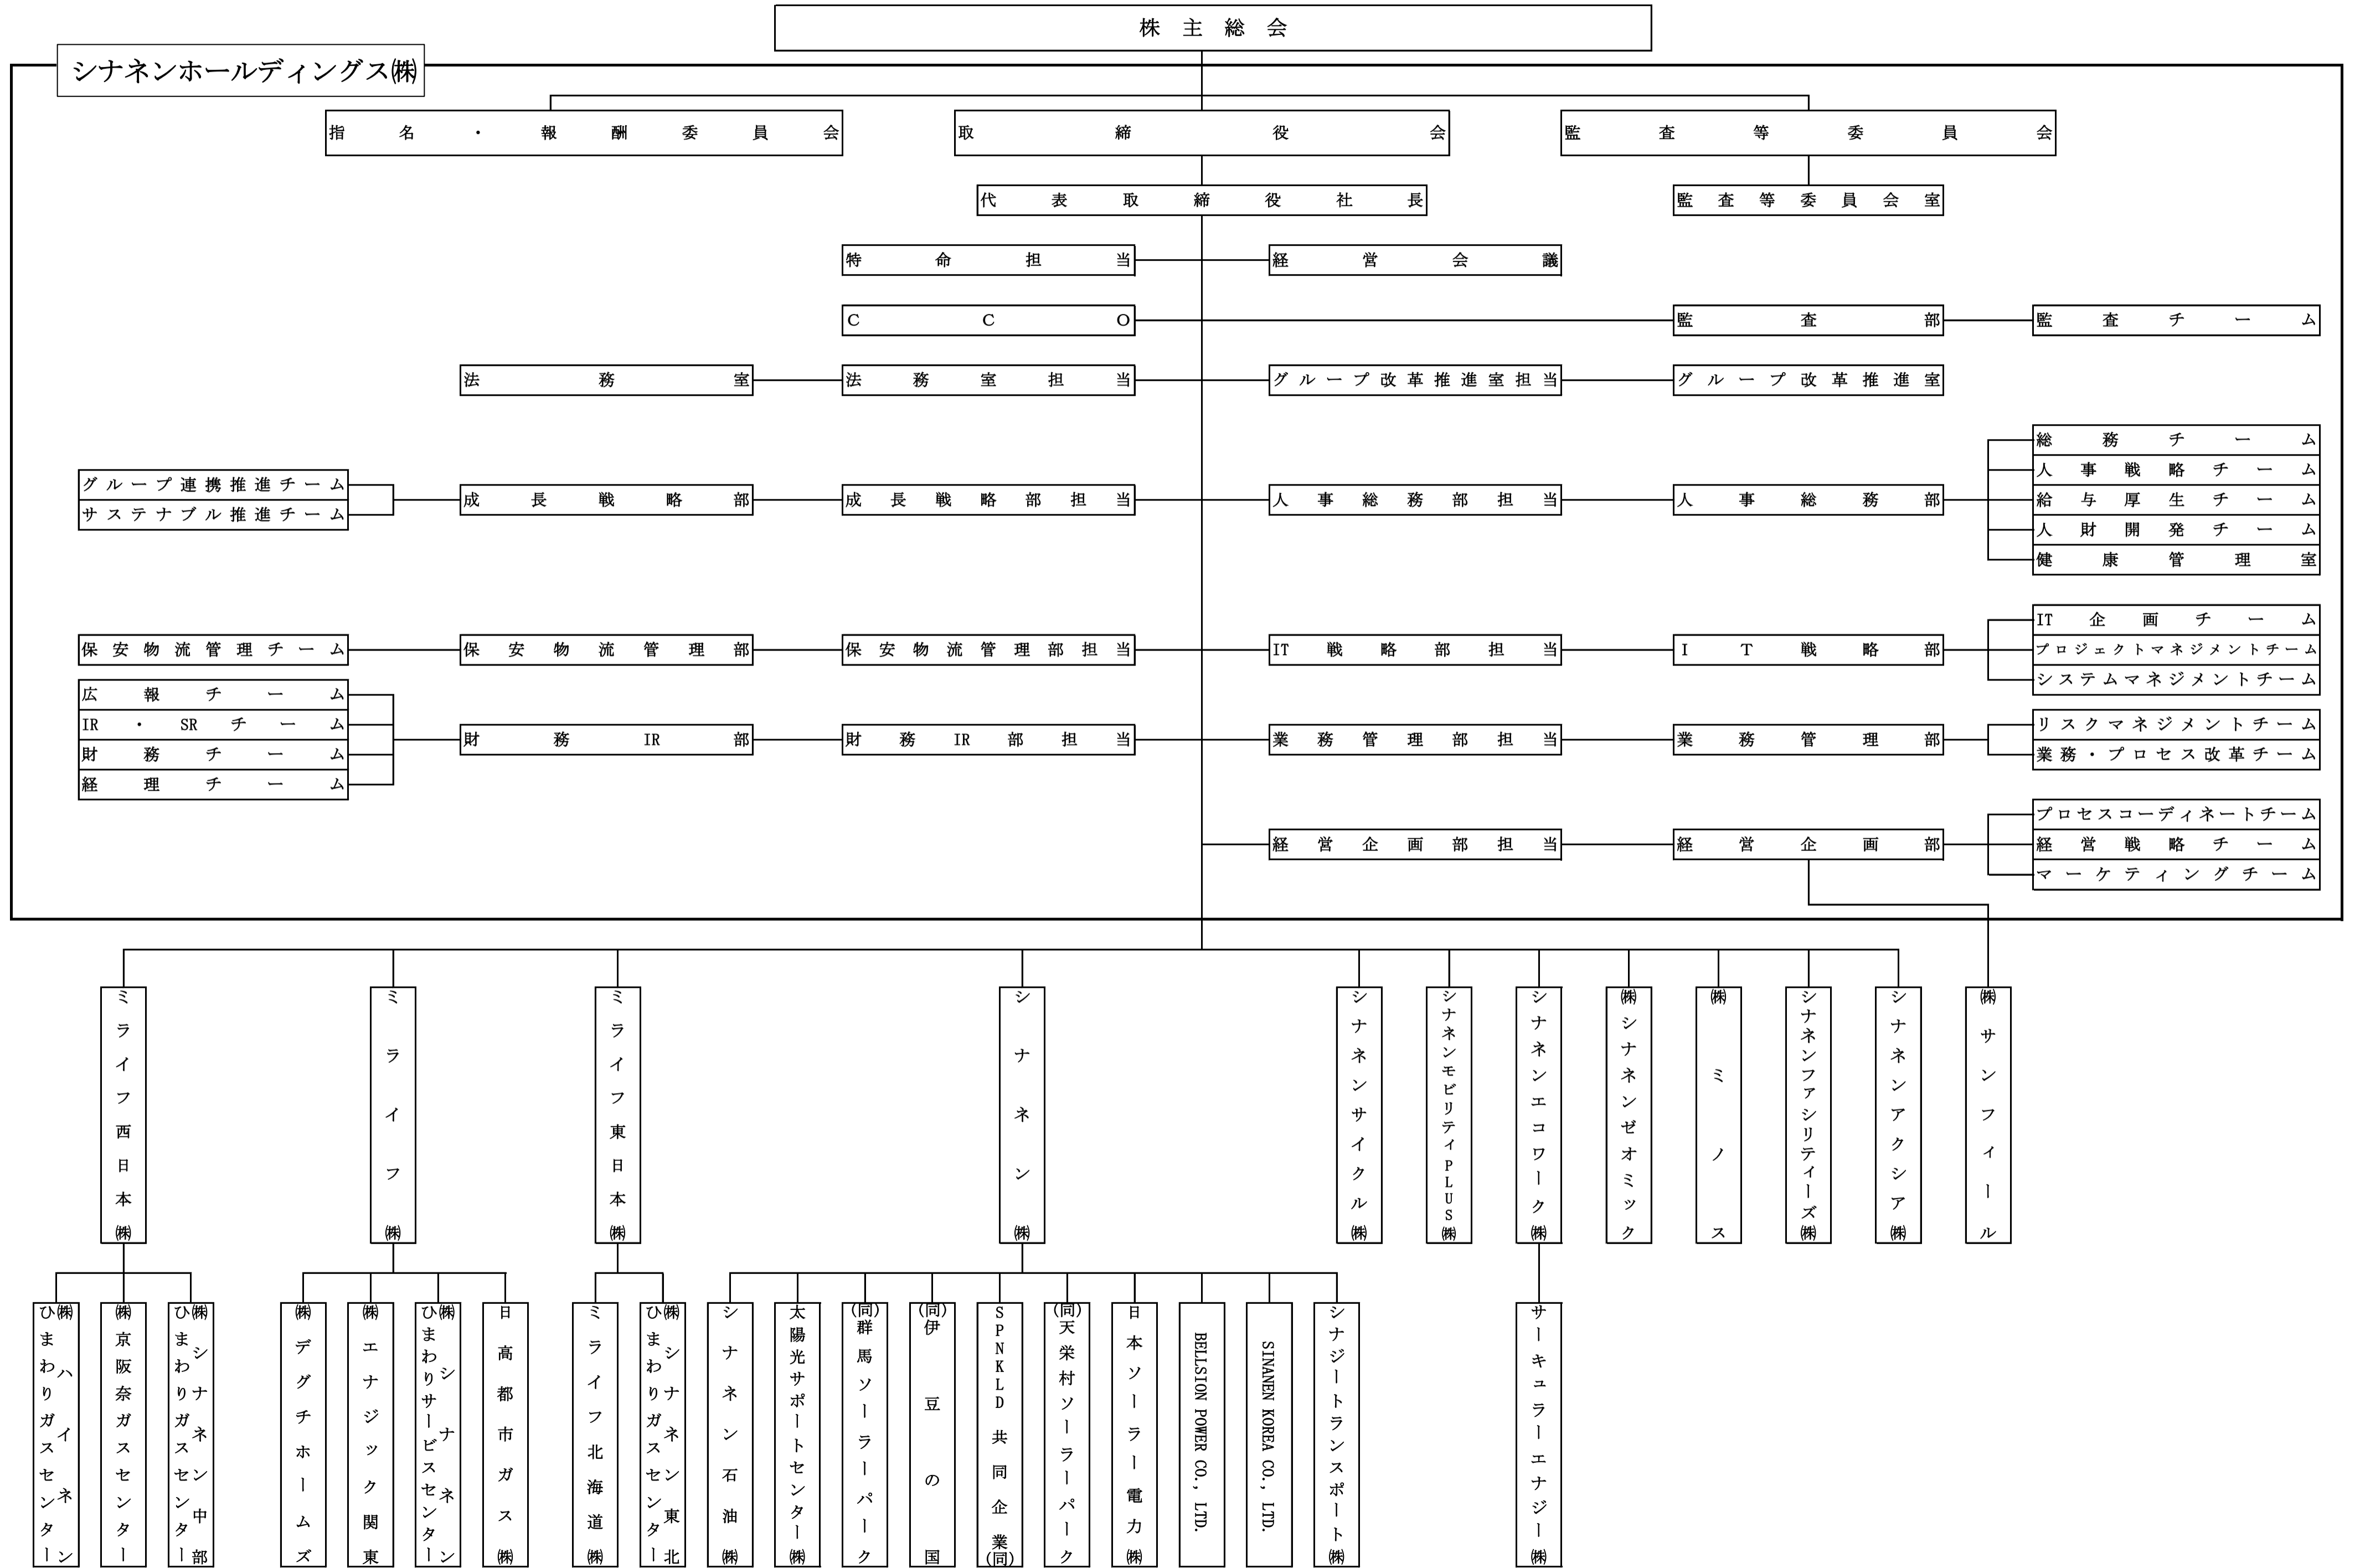 株主総会
シナネンホールディングス㈱
指名・報酬委員会
取締役会
監査等委員会
代表取締役社長
監査等委員会室
特命担当
経営会議
CCO
監査部
監査チーム
法務室
法務室担当
グループ改革推進室担当
グループ改革推進室
総務チーム
人事戦略チーム
グループ連携推進チーム
サステナブル推進チーム
成長戦略部
成長戦略部担当
人事総務部担当
人事総務部
給与厚生チーム
人財開発チーム
健康管理室
IT企画チーム
保安物流管理チーム
保安物流管理部
保安物流管理部担当
IT戦略部担当
IT戦略部
プロジェクトマネジメントチーム
システムマネジメントチーム
広報チーム
IR・SRチーム
財務チーム
経理チーム
財務IR部
財務IR部担当
業務管理部担当
業務管理部
リスクマネジメントチーム
業務・プロセス改革チーム
経営企画部担当
経営企画部
プロセスコーディネートチーム
経営戦略チーム
マーケティングチーム
ミライフ西日本㈱
ミライフ㈱
ミライフ東日本㈱
シナネン㈱
シナネンサイクル㈱
シナネンモビリティPLUS㈱
シナネンエコワーク㈱
㈱シナネンゼオミック
㈱ミノス
シナネンファシリティーズ㈱
シナネンアクシア㈱
㈱サンフィール
㈱ハイネン
ひまわりガスセンター
㈱京阪奈ガスセンター
㈱シナネン中部
ひまわりガスセンター
㈱デグチホームズ
㈱エナジック関東
㈱シナネン
ひまわりサービスセンター
日高都市ガス㈱
ミライフ北海道㈱
㈱シナネン東北
ひまわりガスセンター
シナネン石油㈱
太陽光サポートセンター㈱
(同)群馬ソーラーパーク
(同)伊豆の国
SPNKLD共同企業(同)
(同)天栄村ソーラーパーク
日本ソーラー電力㈱
BELLSION POWER CO., LTD.
SINANEN KOREA CO., LTD.
シナジートランスポート㈱
サーキュラーエナジー㈱